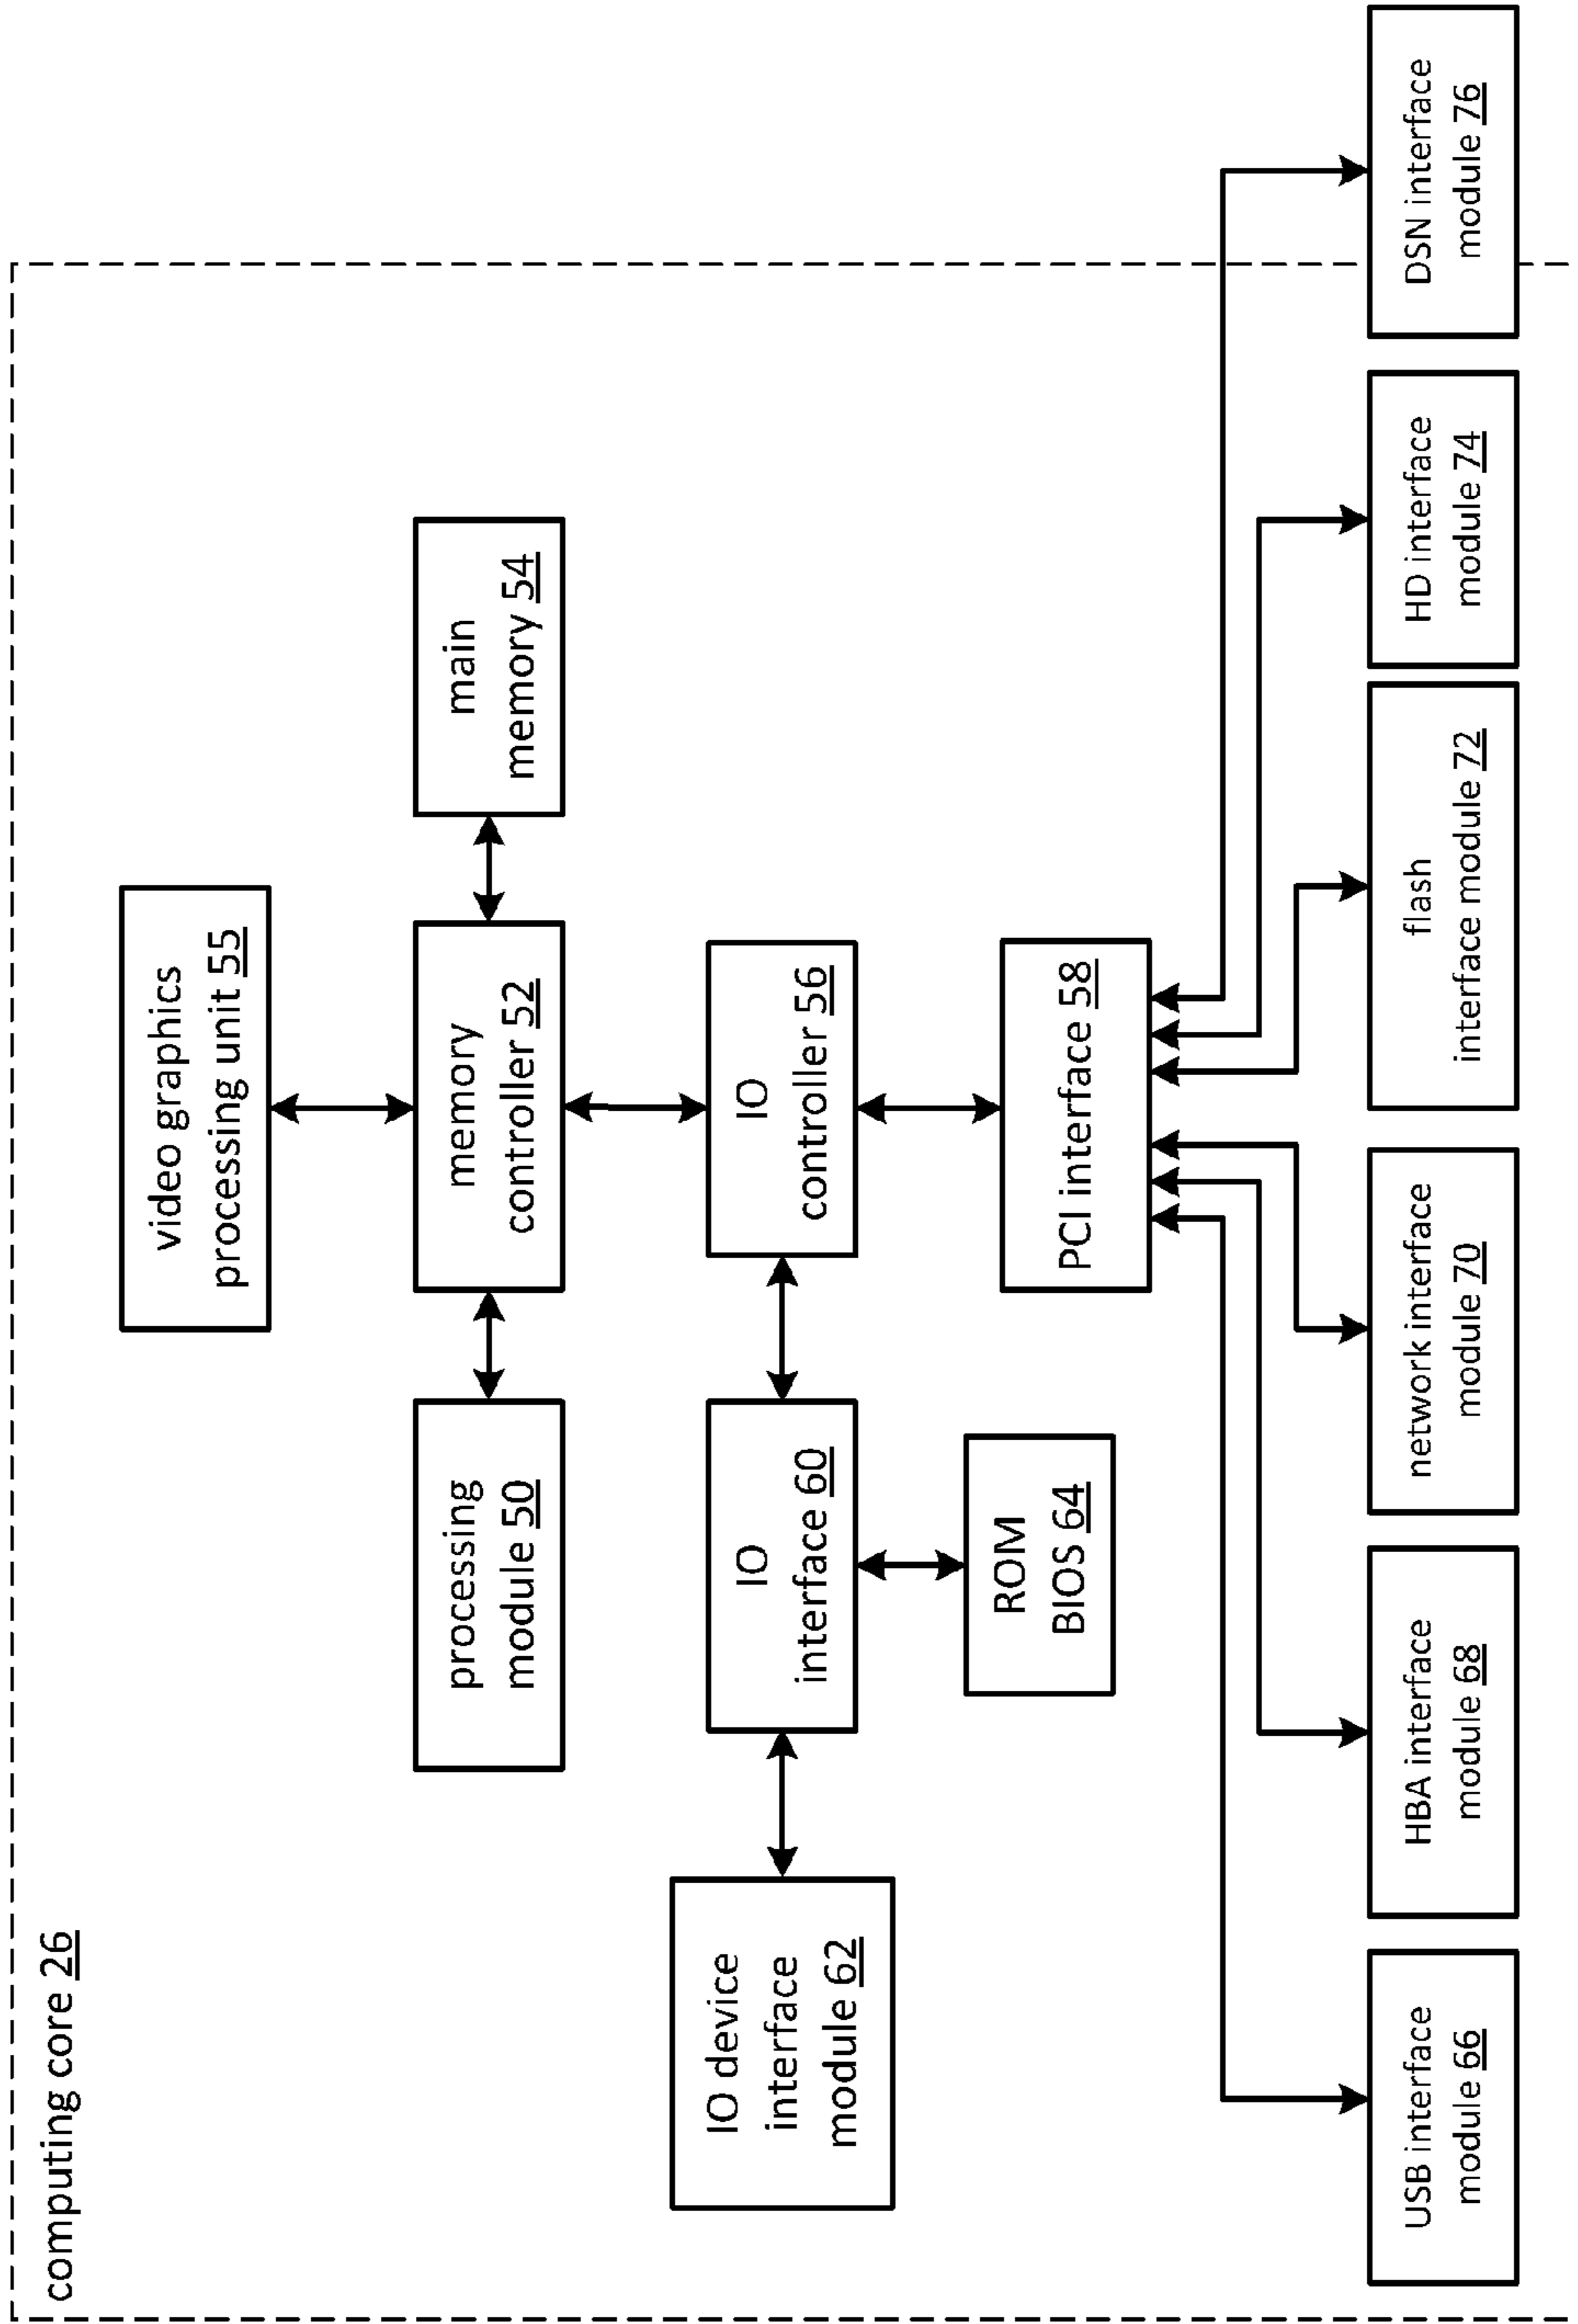 computing core 26
video graphics
processing unit 55
processing
module 50
memory
controller 52
main
memory 54
IO device
interface
module 62
IO
interface 60
IO
controller 56
ROM
BIOS 64
PCI interface 58
USB interface
module 66
HBA interface
module 68
network interface
module 70
flash
interface module 72
HD interface
module 74
DSN interface
module 76